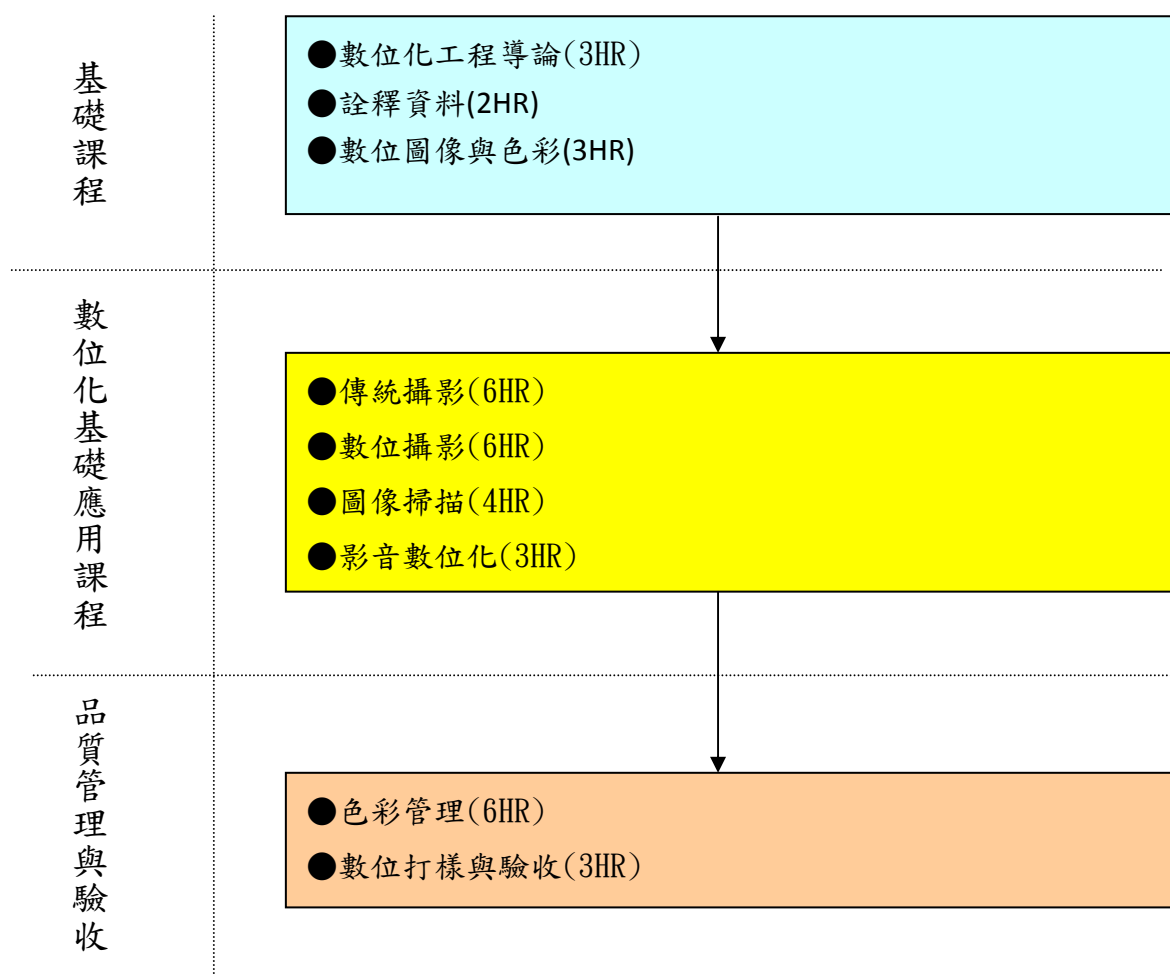 基礎課程
●數位化工程導論(3HR)
●詮釋資料(2HR)
●數位圖像與色彩(3HR)
數位化基礎應用課程
●傳統攝影(6HR)
●數位攝影(6HR)
●圖像掃描(4HR)
●影音數位化(3HR)
品質管理與驗收
●色彩管理(6HR)
●數位打樣與驗收(3HR)